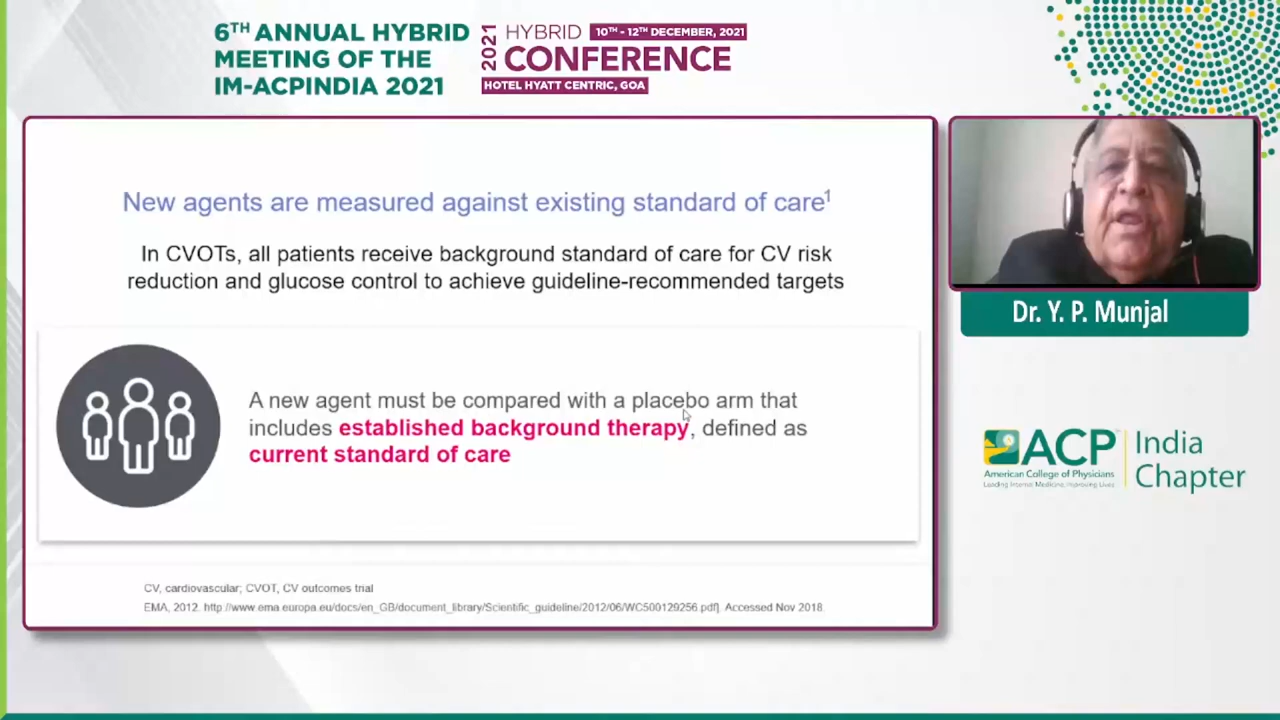 6TH ANNUAL HYBRID
MEETING OF THE
IM-ACPINDIA 2021
2021
HYBRID 10TH - 12TH DECEMBER, 2021
CONFERENCE
HOTEL HYATT CENTRIC, GOA
New agents are measured against existing standard of care1
In CVOTs, all patients receive background standard of care for CV risk
reduction and glucose control to achieve guideline-recommended targets
A new agent must be compared with a placebo arm that
includes established background therapy, defined as
current standard of care
CV, cardiovascular; CVOT, CV outcomes trial
EMA, 2012. http://www.ema.europa.eu/docs/en_GB/document_library/Scientific_guideline/2012/06/WC500129256.pdf]. Accessed Nov 2018.
Dr. Y. P. Munjal
ACP
American College of Physicians
Leading Internal Medicine, Improving Lives
India
Chapter